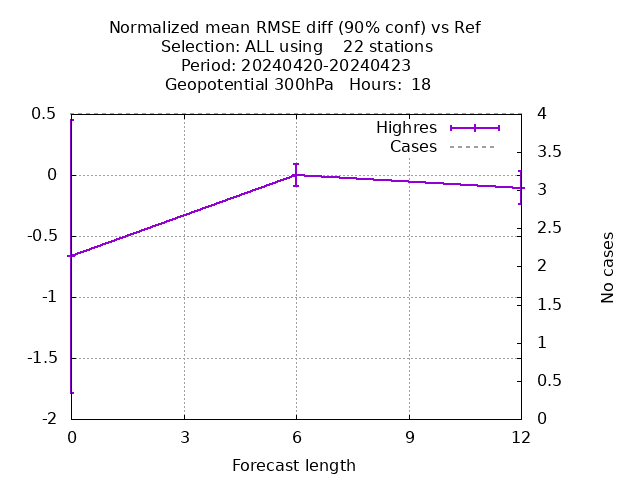 Normalized mean RMSE diff (90% conf) vs Ref
Selection: ALL using    22 stations
Period: 20240420-20240423
Geopotential 300hPa   Hours:  18
Highres
Cases
0.5
0
-0.5
-1
-1.5
-2
4
3.5
3
2.5
2
1.5
1
0.5
0
No cases
0
3
6
9
12
Forecast length